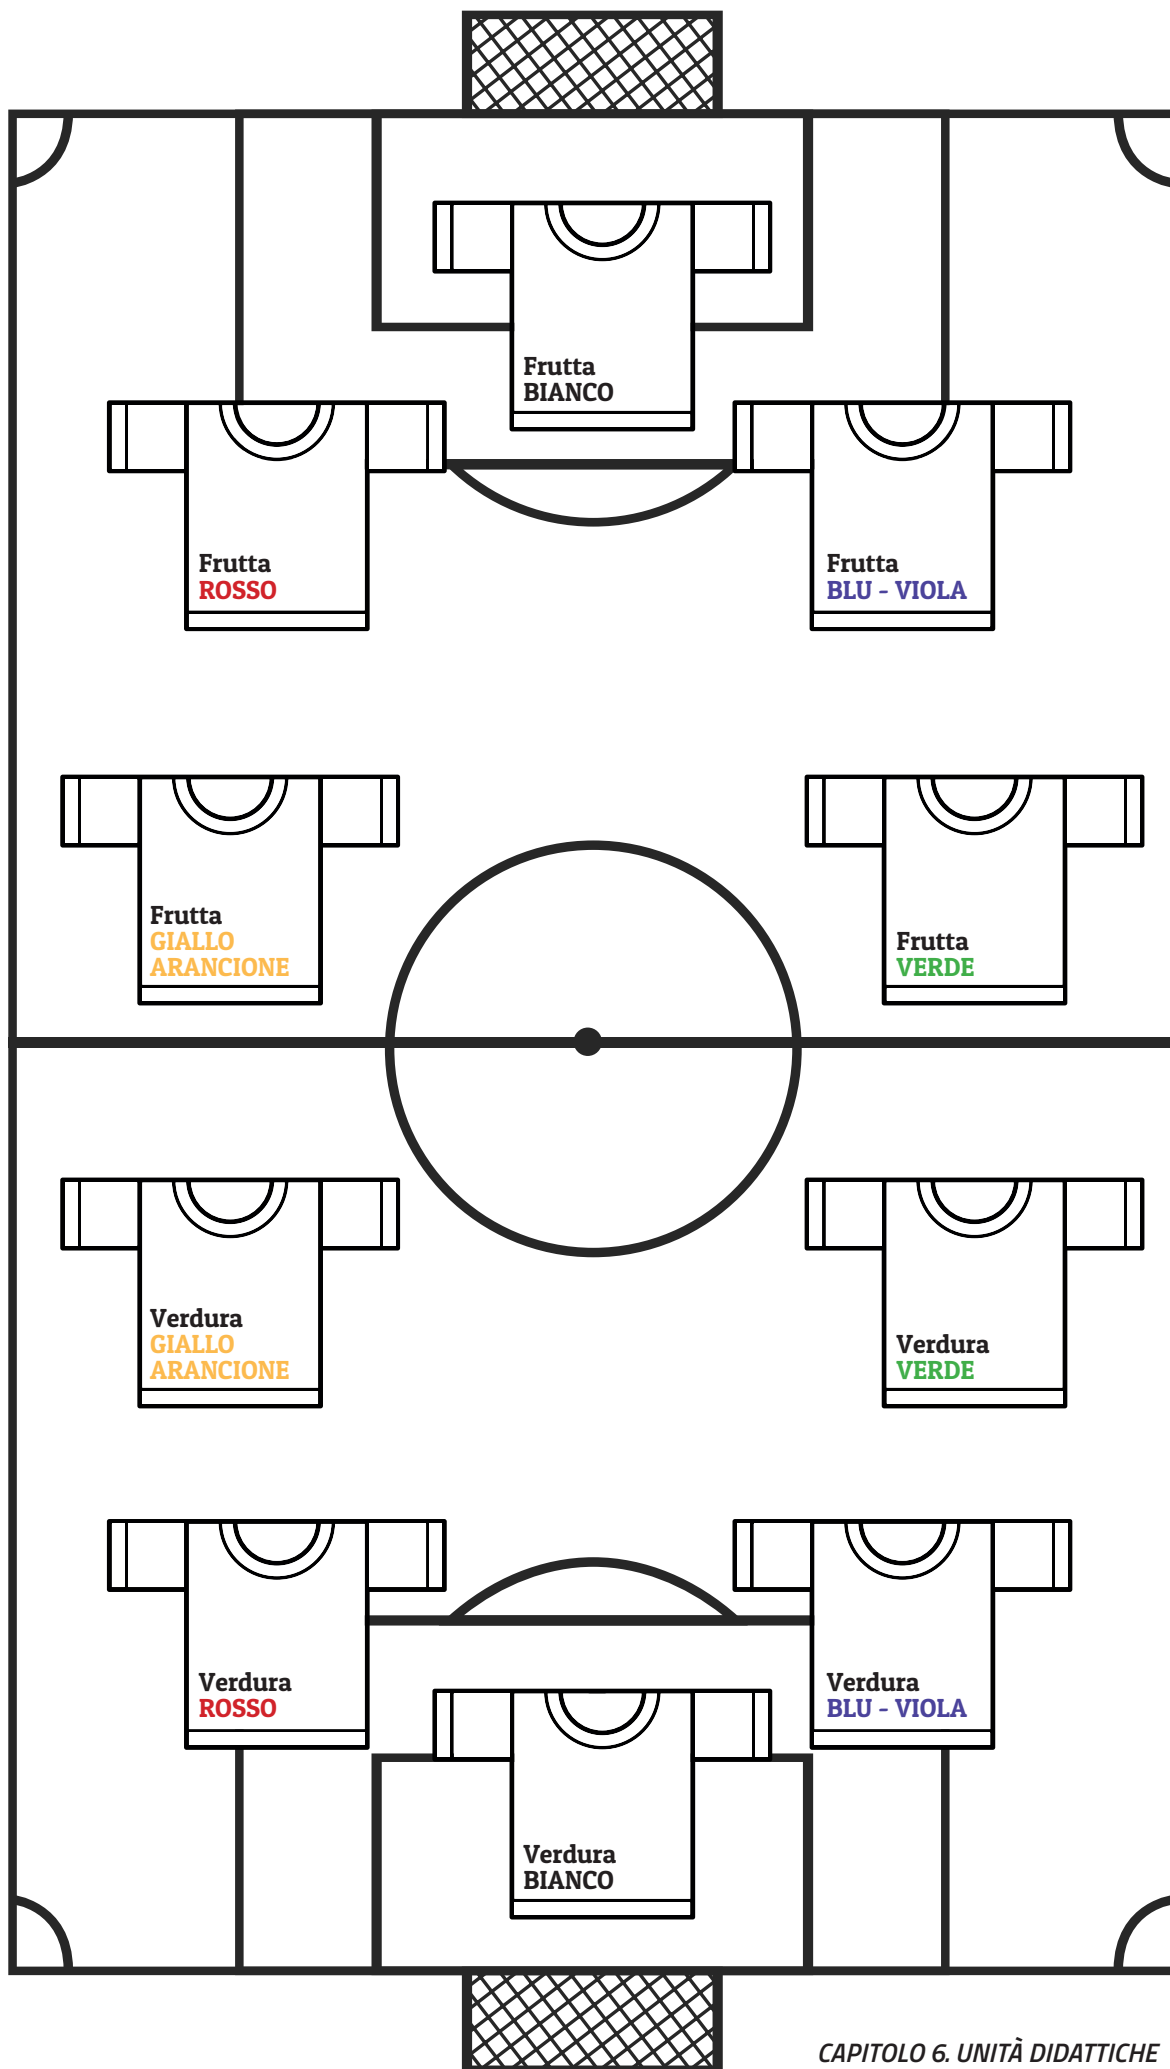 Frutta
BIANCO
Frutta
ROSSO
Frutta
BLU - VIOLA
Frutta
GIALLO
ARANCIONE
Frutta
VERDE
Verdura
GIALLO
ARANCIONE
Verdura
VERDE
Verdura
ROSSO
Verdura
BLU - VIOLA
Verdura
BIANCO
CAPITOLO 6. UNITÀ DIDATTICHE